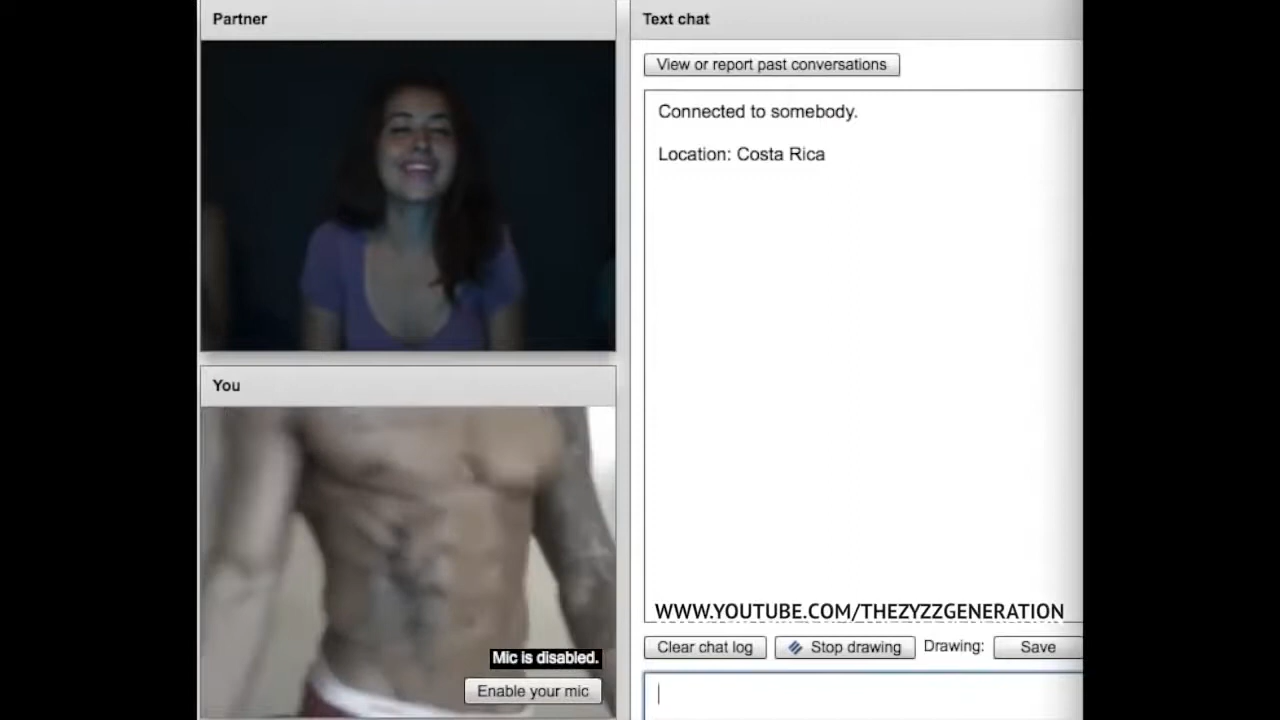 Partner
Text chat
View or report past conversations
Connected to somebody.
Location: Costa Rica
You
WWW.YOUTUBE.COM/THEZYZZGENERATION
Mic is disabled.
Enable your mic
Clear chat log
Stop drawing
Drawing:
Save